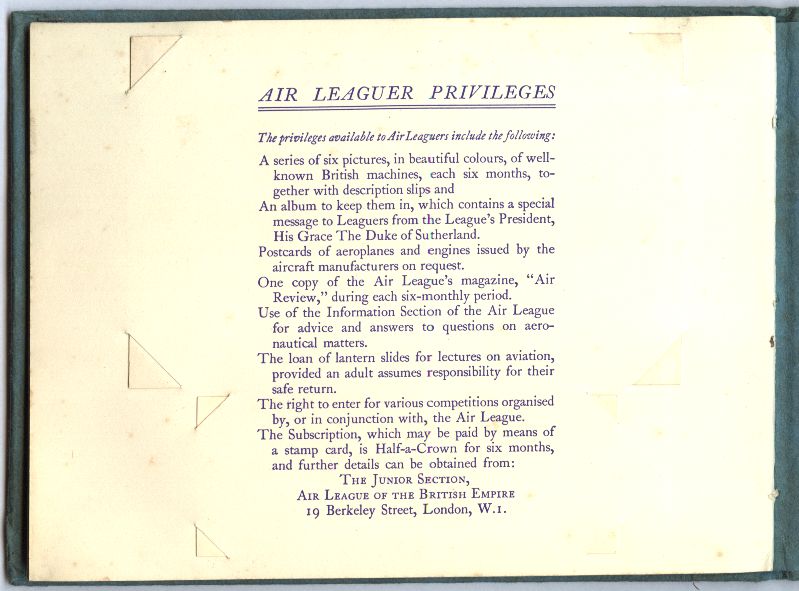 AIR LEAGUER PRIVILEGES
The privileges available to Air Leaguers include the following:
A series of six pictures, in beautiful colours, of well-
known British machines, each six months, to-
gether with description slips and
An album to keep them in, which contains a special
message to Leaguers from the League's President,
His Grace The Duke of Sutherland.
Postcards of aeroplanes and engines issued by the
aircraft manufacturers on request.
One copy of the Air League's magazine, "Air
Review," during each six-monthly period.
Use of the Information Section of the Air League
for advice and answers to questions on aero-
nautical matters.
The loan of lantern slides for lectures on aviation,
provided an adult assumes responsibility for their
safe return.
The right to enter for various competitions organised
by, or in conjunction with, the Air League.
The Subscription, which may be paid by means of
a stamp card, is Half-a-Crown for six months,
and further details can be obtained from:
THE JUNIOR SECTION,
AIR LEAGUE OF THE BRITISH EMPIRE
19 Berkeley Street, London, W.1.